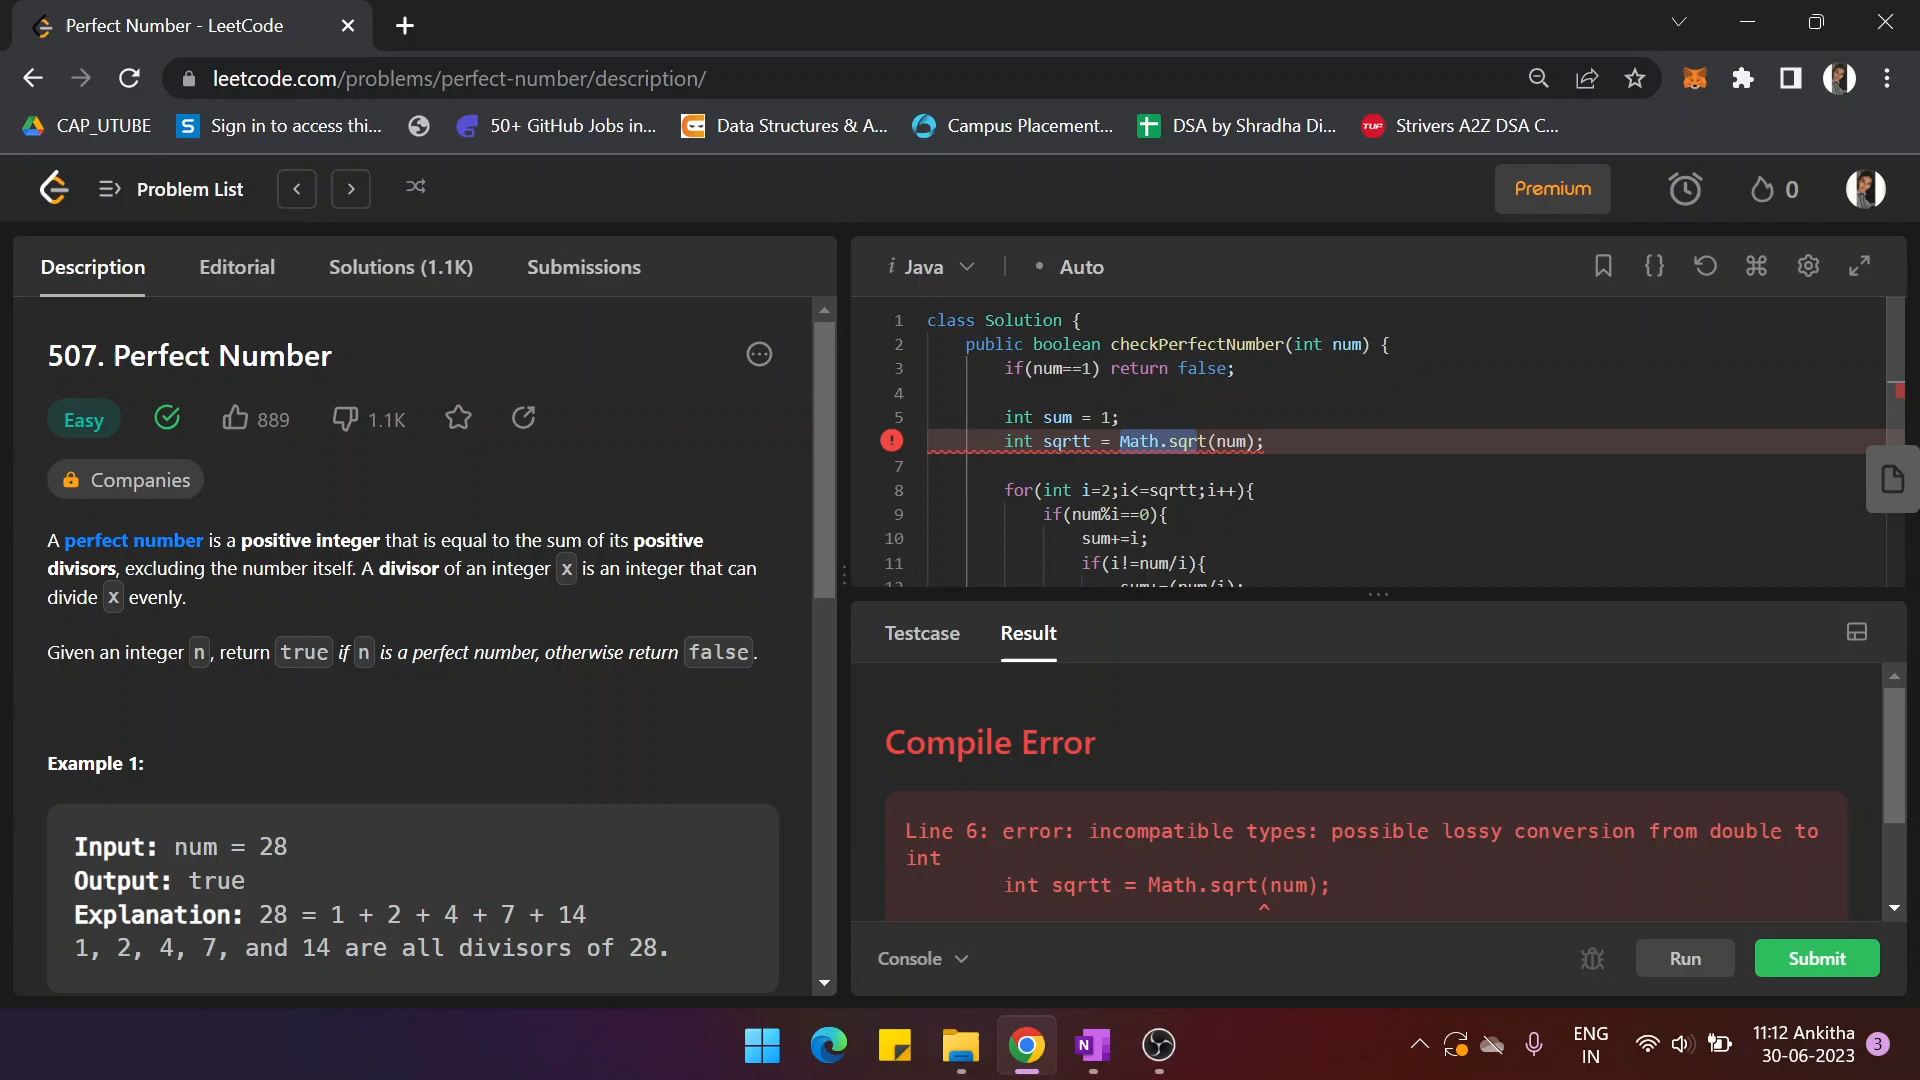 Perfect Number - LeetCode
leetcode.com/problems/perfect-number/description/
CAP_UTUBE
Sign in to access thi...
50+ GitHub Jobs in...
Data Structures & A...
Campus Placement...
DSA by Shradha Di...
TUF
Strivers A2Z DSA C...
Problem List
Premium
0
Description
Editorial
Solutions (1.1K)
Submissions
507. Perfect Number
Easy
889
1.1K
Companies
A perfect number is a positive integer that is equal to the sum of its positive
divisors, excluding the number itself. A divisor of an integer x is an integer that can
divide x evenly.
Given an integer n, return true if n is a perfect number, otherwise return false.
Example 1:
Input: num = 28
Output: true
Explanation: 28 = 1 + 2 + 4 + 7 + 14
1, 2, 4, 7, and 14 are all divisors of 28.
i Java
Auto
1 class Solution {
2 public boolean checkPerfectNumber(int num) {
3 if(num==1) return false;
4
5 int sum = 1;
int sqrtt = Math.sqrt(num);
7
8 for(int i=2;i<=sqrtt;i++){
9 if(num%i==0){
10 sum+=i;
11 if(i!=num/i){
12 sum+=(num/i);
Testcase
Result
Compile Error
Line 6: error: incompatible types: possible lossy conversion from double to
int
int sqrtt = Math.sqrt(num);
^
Console
Run
Submit
N
ENG
IN
11:12 Ankitha
30-06-2023
3